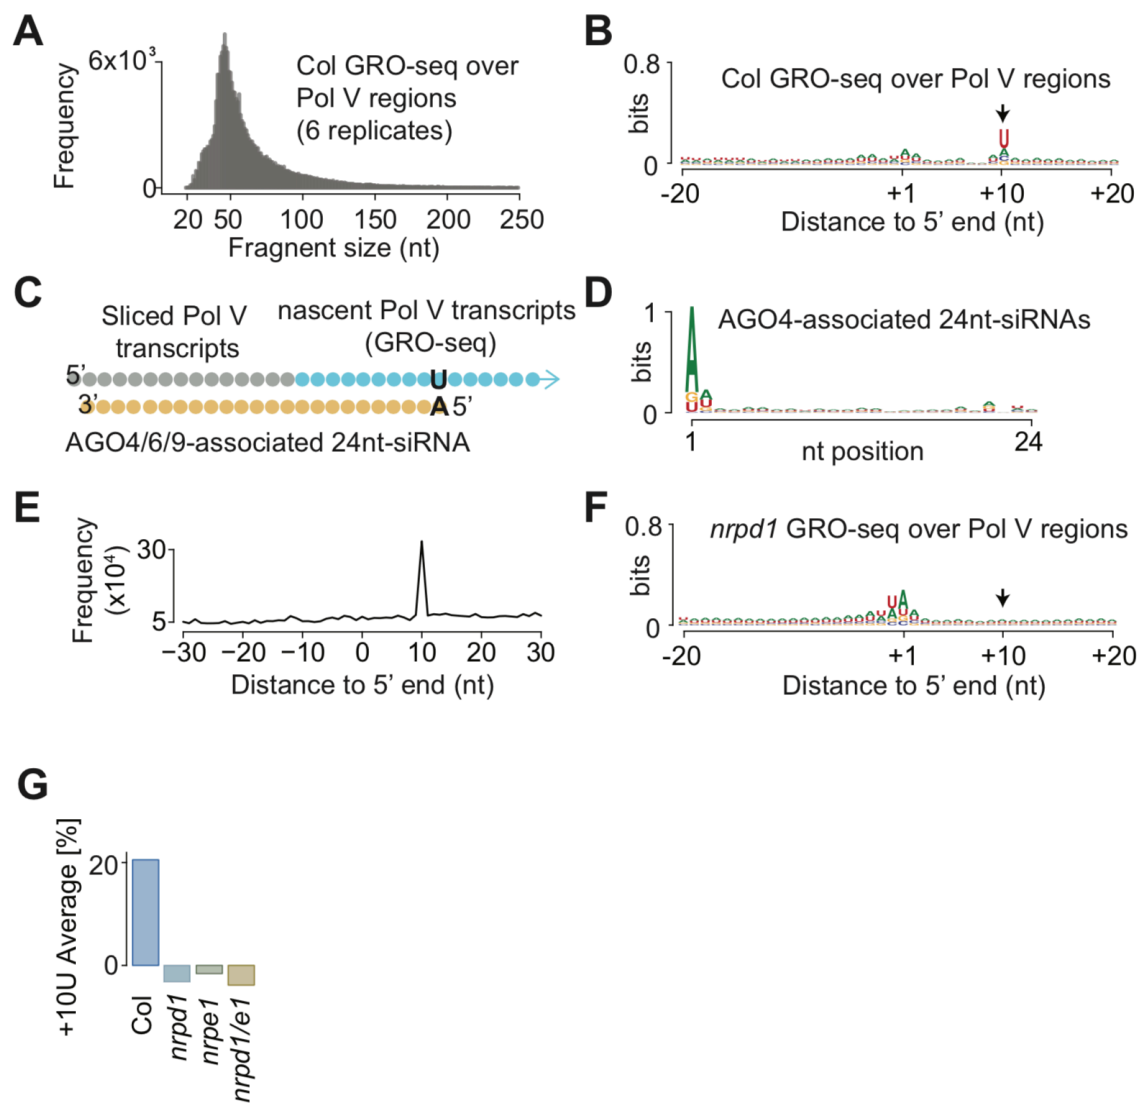 A
6x10³
0
Frequency
Col GRO-seq over
Pol V regions
(6 replicates)
20 50 100 150 200 250
Fragnent size (nt)
B
0.8
0
bits
Col GRO-seq over Pol V regions
U
A
-20 +1 +10 +20
Distance to 5’ end (nt)
C
Sliced Pol V
transcripts
nascent Pol V transcripts
(GRO-seq)
5’ U
3’ A 5’
AGO4/6/9-associated 24nt-siRNA
D
1
0
bits
AGO4-associated 24nt-siRNAs
A
G A
U U
1 24
nt position
E
Frequency
(x10⁴)
30
5
−30 −20 −10 0 10 20 30
Distance to 5’ end (nt)
F
0.8
0
bits
nrpd1 GRO-seq over Pol V regions
U A
-20 +1 +10 +20
Distance to 5’ end (nt)
G
+10U Average [%]
20
0
Col
nrpd1
nrpe1
nrpd1/e1